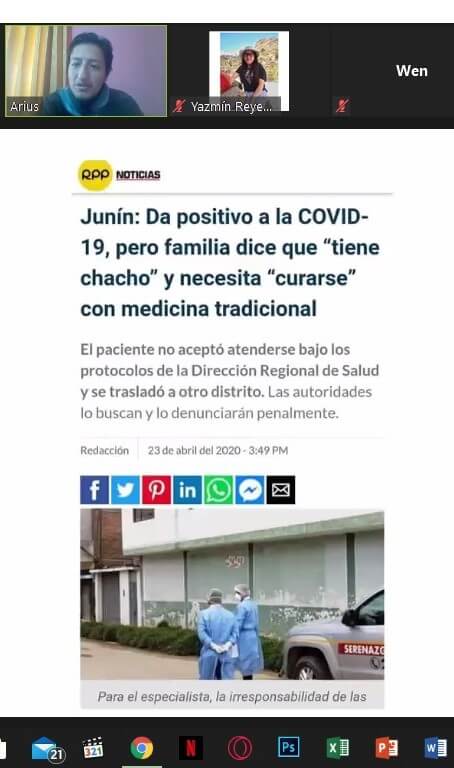 Arius
Yazmín Reye...
Wen
RPP NOTICIAS
Junín: Da positivo a la COVID-
19, pero familia dice que “tiene
chacho” y necesita “curarse”
con medicina tradicional
El paciente no aceptó atenderse bajo los
protocolos de la Dirección Regional de Salud
y se trasladó a otro distrito. Las autoridades
lo buscan y lo denunciarán penalmente.
Redacción 23 de abril del 2020 - 3:49 PM
SERENAZG
Para el especialista, la irresponsabilidad de las
21
321
N
Ps
X
P
W